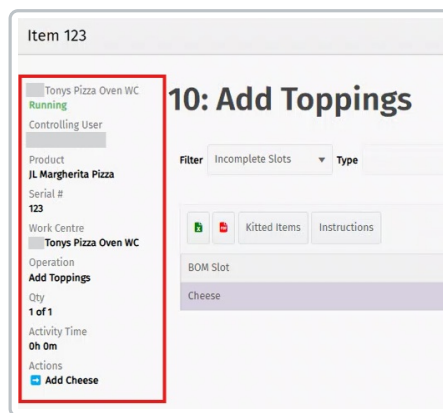 Item 123
Tonys Pizza Oven WC
Running
Controlling User
Product
JL Margherita Pizza
Serial #
123
Work Centre
Tonys Pizza Oven WC
Operation
Add Toppings
Qty
1 of 1
Activity Time
0h 0m
Actions
Add Cheese
10: Add Toppings
Filter Incomplete Slots Type
Kitted Items Instructions
BOM Slot
Cheese